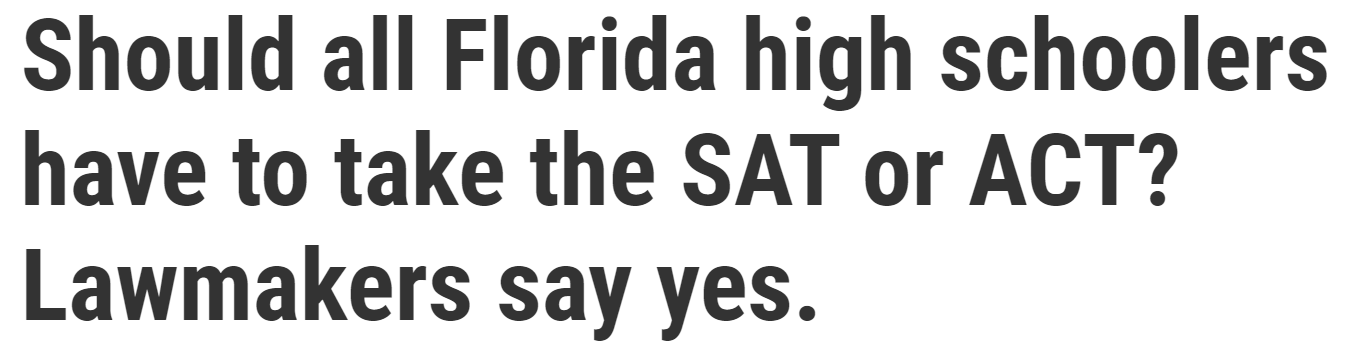 Should all Florida high schoolers
have to take the SAT or ACT?
Lawmakers say yes.